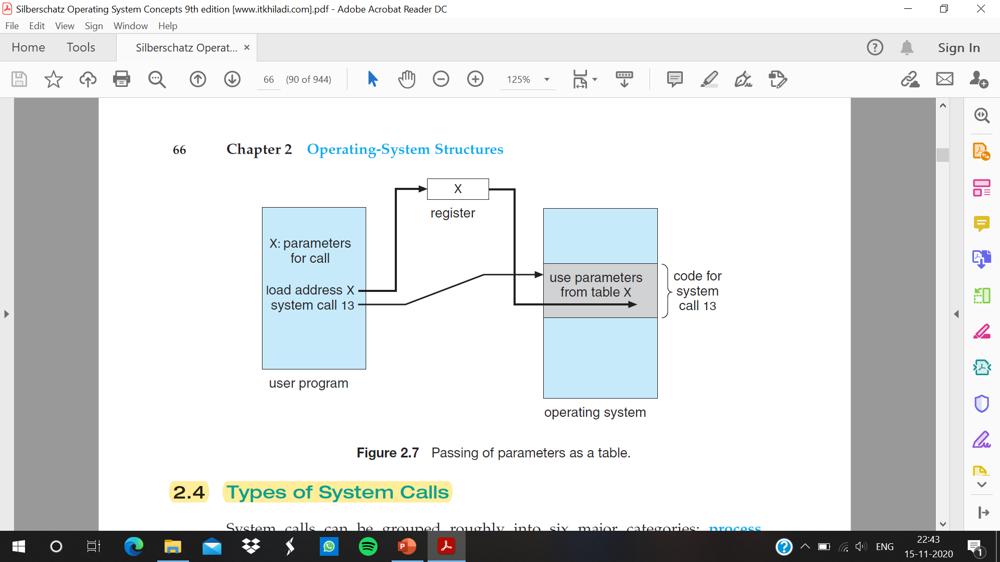 Silberschatz Operating System Concepts 9th edition [www.itkhiladi.com].pdf - Adobe Acrobat Reader DC
File Edit View Sign Window Help
Home Tools Silberschatz Operat... × Sign In
66 (90 of 944) 125%
66 Chapter 2 Operating-System Structures
X
register
X: parameters
for call
load address X
system call 13
user program
use parameters
from table X
code for
system
call 13
operating system
Figure 2.7 Passing of parameters as a table.
2.4 Types of System Calls
System calls can be grouped roughly into six major categories: process
ENG
22:43
15-11-2020
1